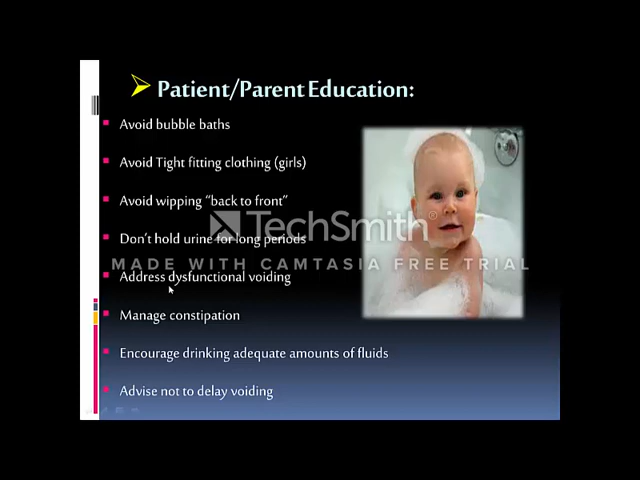 Patient/Parent Education:
Avoid bubble baths
Avoid Tight fitting clothing (girls)
Avoid wipping "back to front"
TechSmith®
Don't hold urine for long periods
MADE WITH CAMTASIA FREE TRIAL
Address dysfunctional voiding
Manage constipation
Encourage drinking adequate amounts of fluids
Advise not to delay voiding